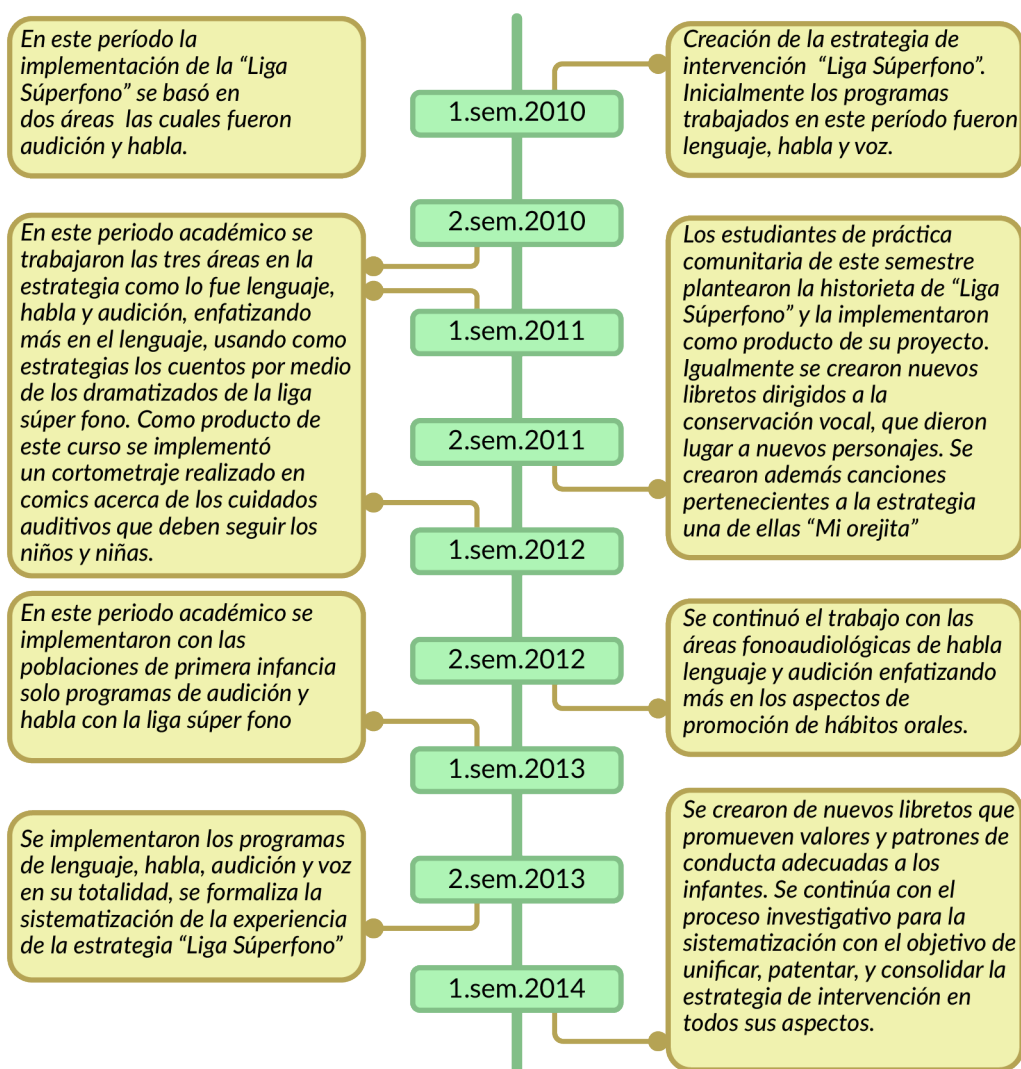 En este período la
implementación de la “Liga
Súperfono” se basó en
dos áreas  las cuales fueron
audición y habla.
Creación de la estrategia de
intervención  “Liga Súperfono”.
Inicialmente los programas
trabajados en este período fueron
lenguaje, habla y voz.
1.sem.2010
2.sem.2010
En este periodo académico se
trabajaron las tres áreas en la
estrategia como lo fue lenguaje,
habla y audición, enfatizando
más en el lenguaje, usando como
estrategias los cuentos por medio
de los dramatizados de la liga
súper fono. Como producto de
este curso se implementó
un cortometraje realizado en
comics acerca de los cuidados
auditivos que deben seguir los
niños y niñas.
1.sem.2011
Los estudiantes de práctica
comunitaria de este semestre
plantearon la historieta de “Liga
Súperfono” y la implementaron
como producto de su proyecto.
Igualmente se crearon nuevos
libretos dirigidos a la
conservación vocal, que dieron
lugar a nuevos personajes. Se
crearon además canciones
pertenecientes a la estrategia
una de ellas “Mi orejita”
2.sem.2011
1.sem.2012
En este periodo académico se
implementaron con las
poblaciones de primera infancia
solo programas de audición y
habla con la liga súper fono
2.sem.2012
Se continuó el trabajo con las
áreas fonoaudiológicas de habla
lenguaje y audición enfatizando
más en los aspectos de
promoción de hábitos orales.
1.sem.2013
Se implementaron los programas
de lenguaje, habla, audición y voz
en su totalidad, se formaliza la
sistematización de la experiencia
de la estrategia “Liga Súperfono”
2.sem.2013
Se crearon de nuevos libretos que
promueven valores y patrones de
conducta adecuadas a los
infantes. Se continúa con el
proceso investigativo para la
sistematización con el objetivo de
unificar, patentar, y consolidar la
estrategia de intervención en
todos sus aspectos.
1.sem.2014